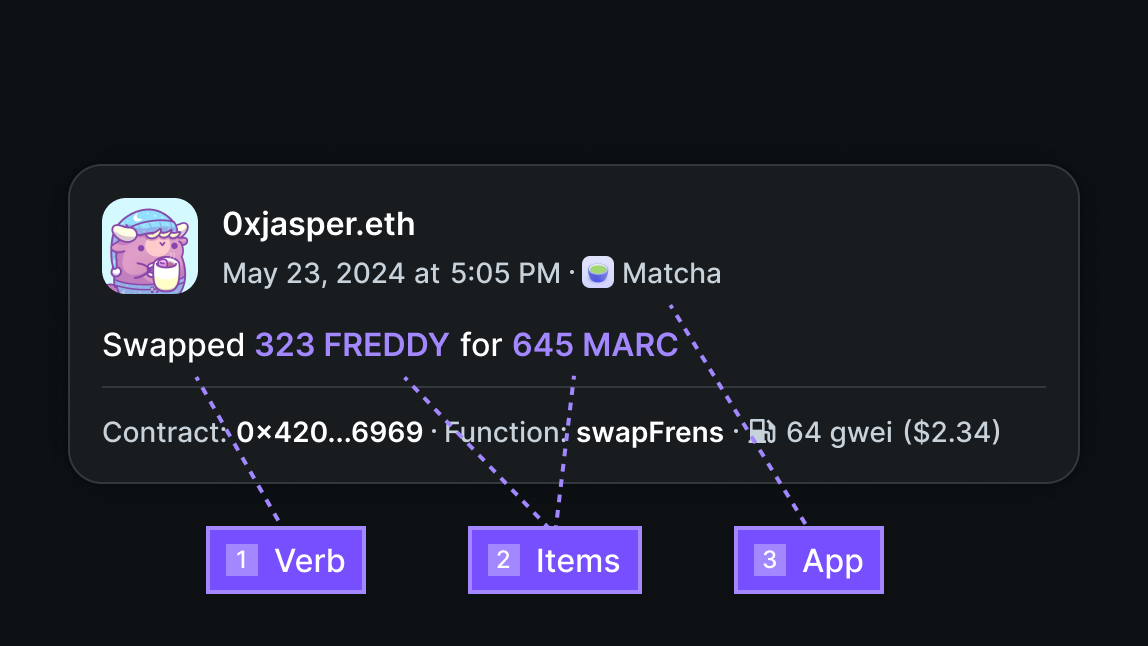 0xjasper.eth
May 23, 2024 at 5:05 PM · Matcha
Swapped 323 FREDDY for 645 MARC
Contract: 0×420...6969 · Function: swapFrens · 64 gwei ($2.34)
1 Verb
2 Items
3 App